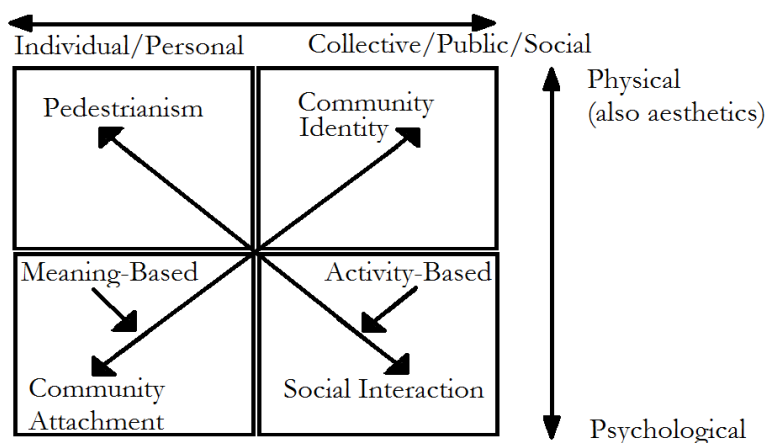 Individual/Personal
Collective/Public/Social
Physical
(also aesthetics)
Pedestrianism
Community
Identity
Meaning-Based
Activity-Based
Community
Attachment
Social Interaction
Psychological